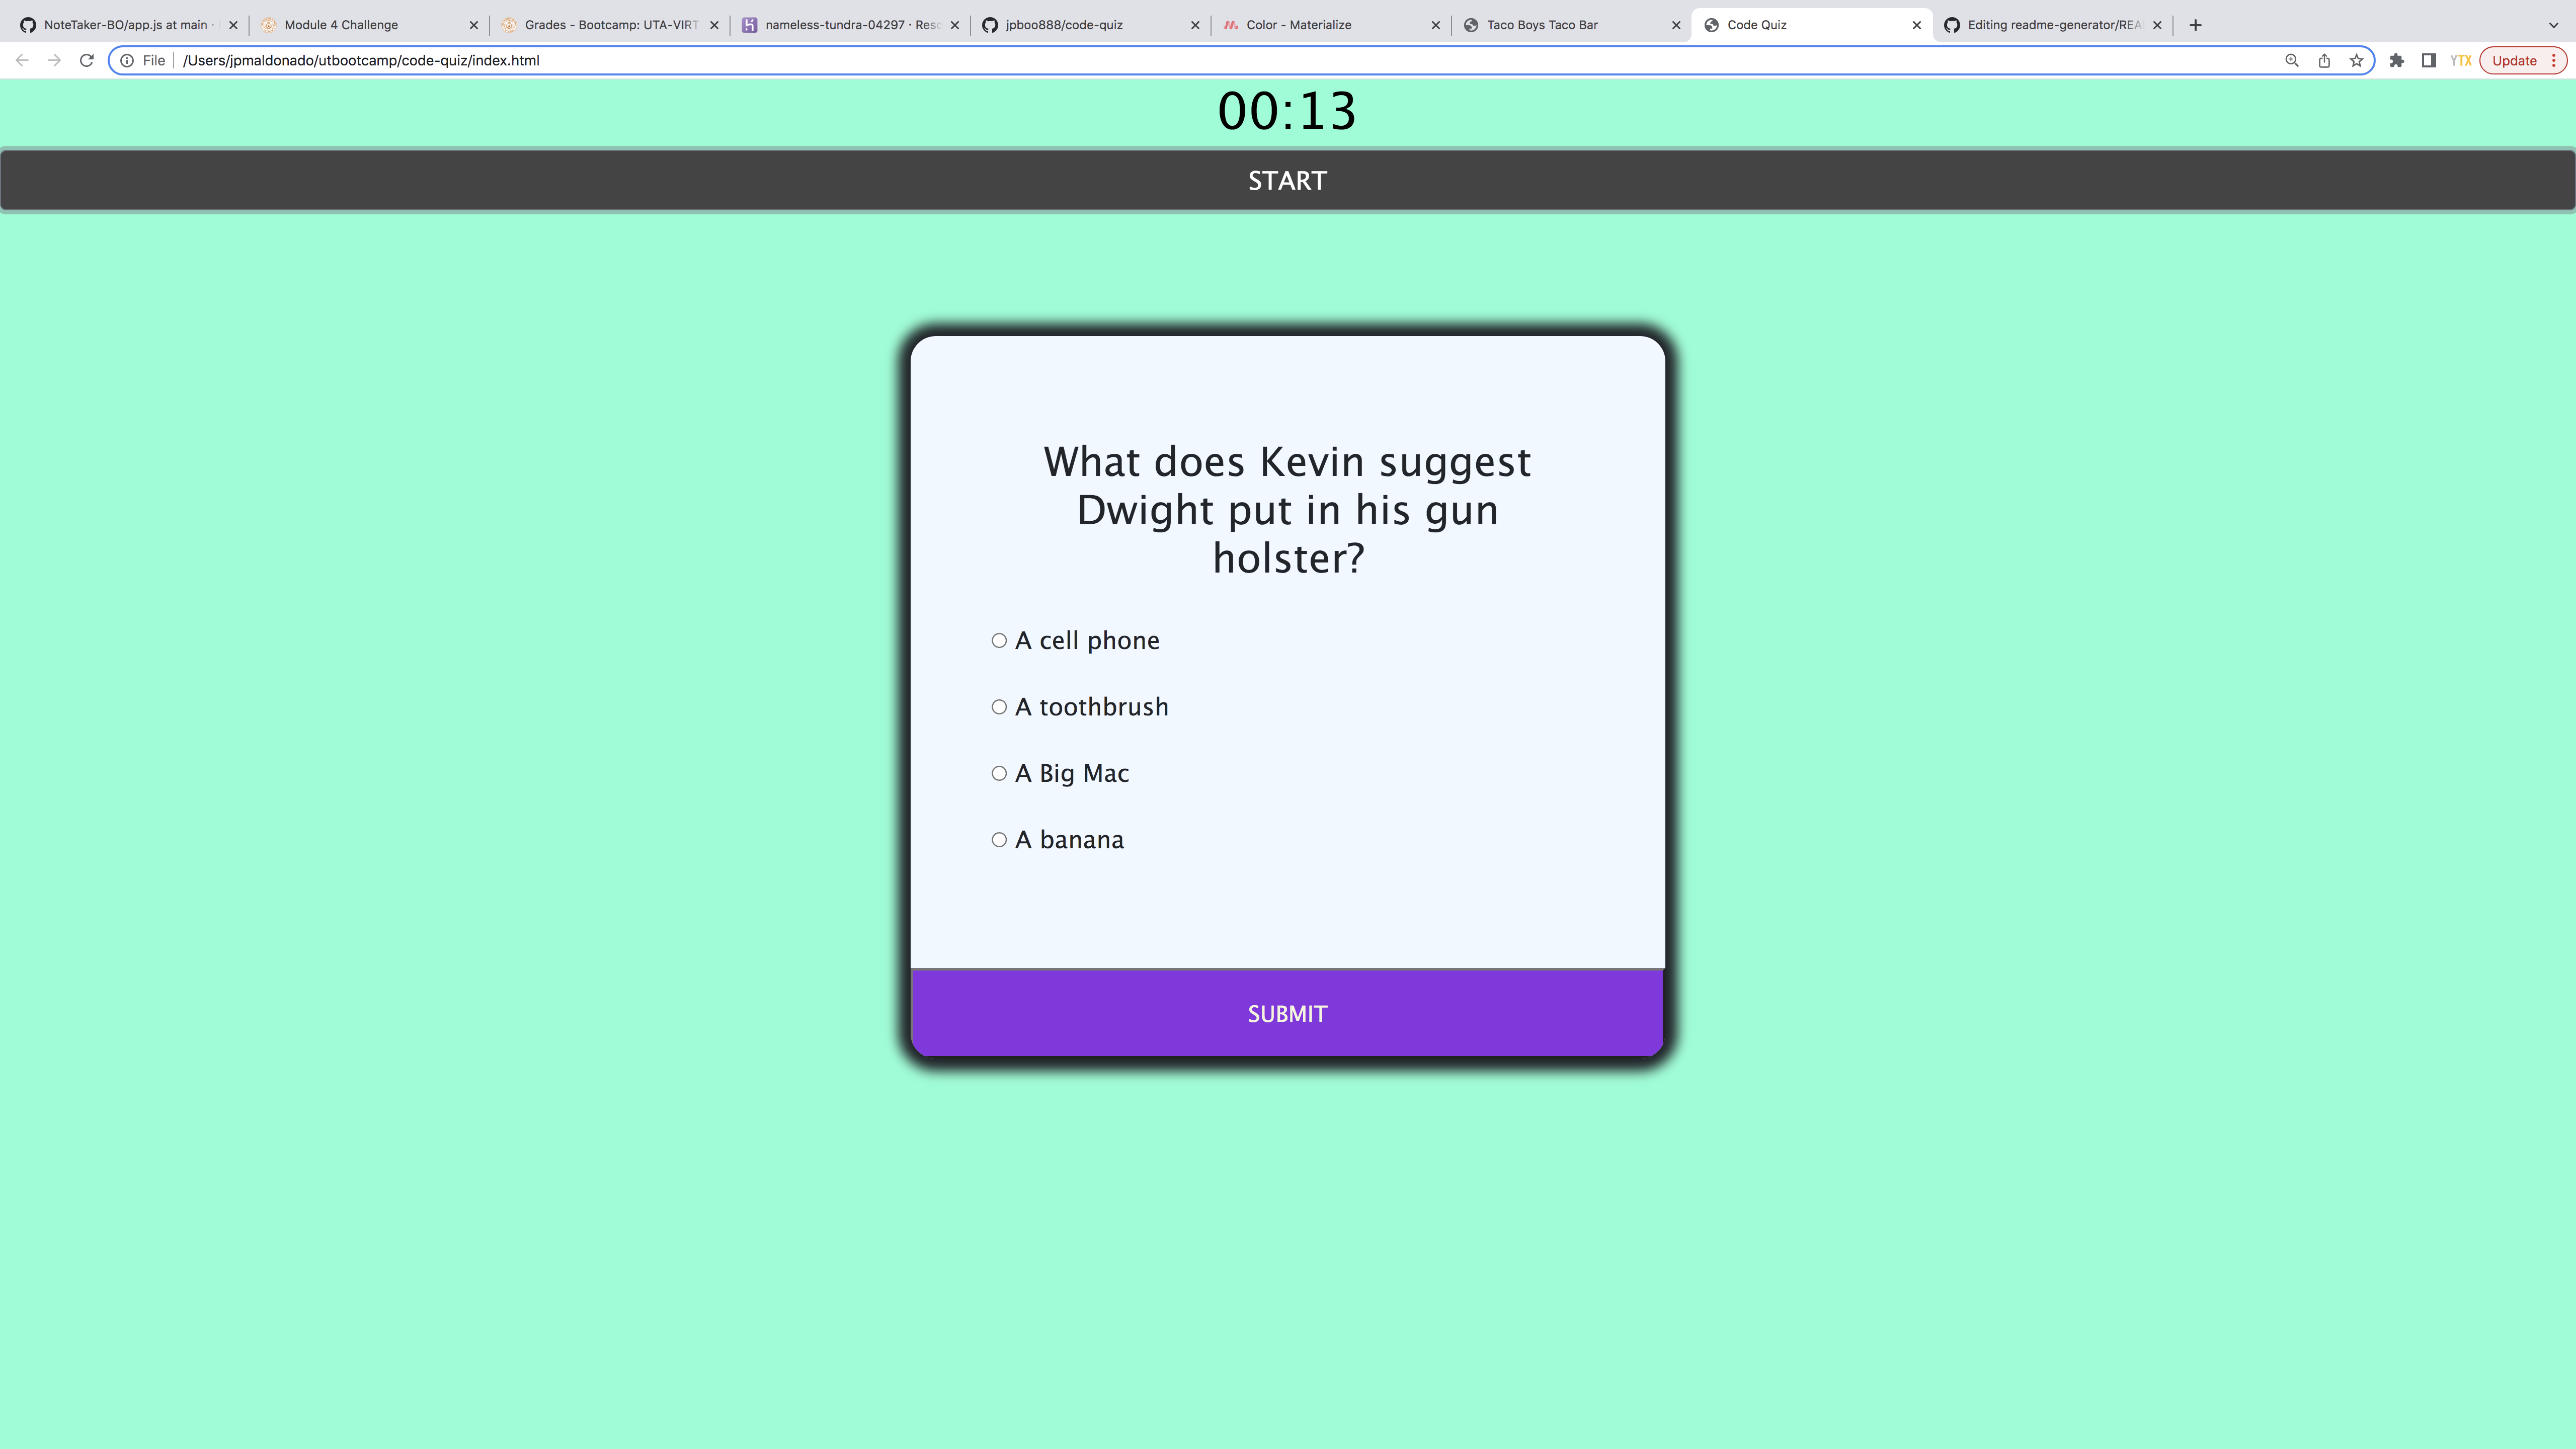 NoteTaker-BO/app.js at main ·
Module 4 Challenge
Grades - Bootcamp: UTA-VIRT
nameless-tundra-04297 · Reso
jpboo888/code-quiz
Color - Materialize
Taco Boys Taco Bar
Code Quiz
Editing readme-generator/REA
File
/Users/jpmaldonado/utbootcamp/code-quiz/index.html
YTX
Update
00:13
START
What does Kevin suggest
Dwight put in his gun
holster?
A cell phone
A toothbrush
A Big Mac
A banana
SUBMIT